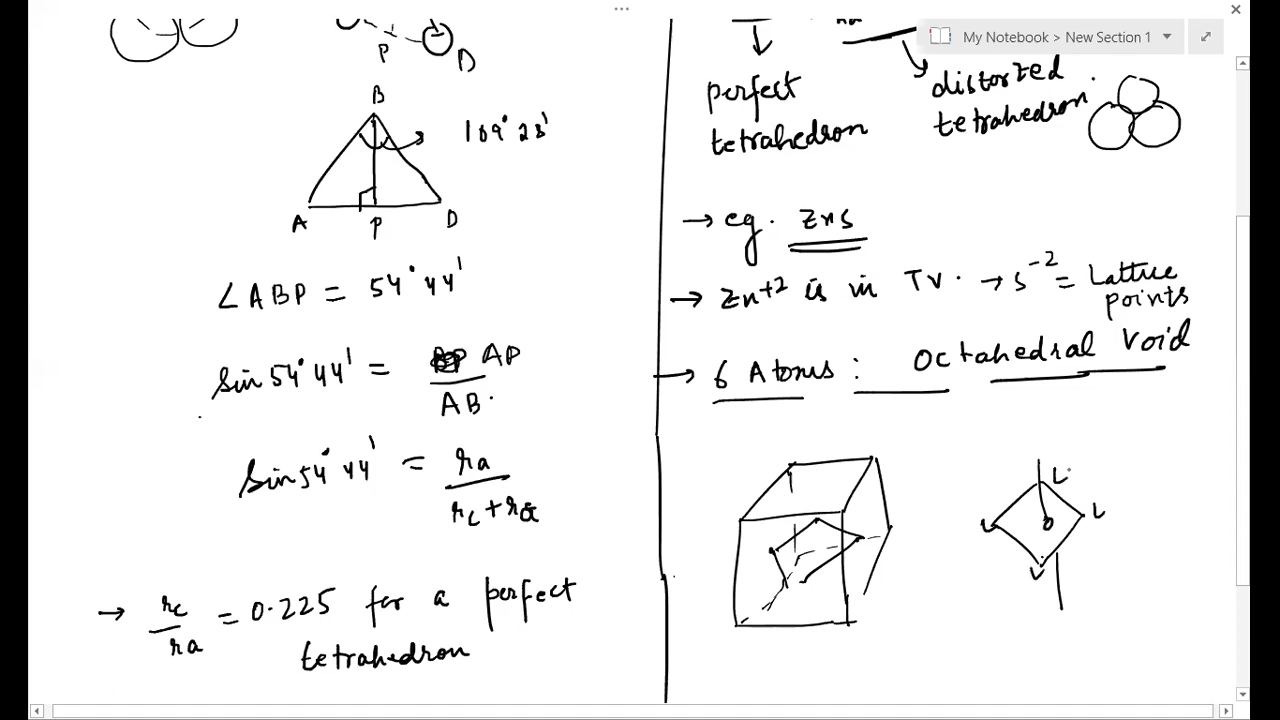 My Notebook > New Section 1
P
D
B
109° 28'
A
P
D
∠ABP = 54° 44'
Sin 54° 44' = AP
AB
Sin 54° 44' = ra
rc + ra
→ rc = 0.225 for a perfect
ra
tetrahedron
perfect
tetrahedron
distorted
tetrahedron
→ eg. ZnS
→ Zn+2 is in TV. → S-2 = Lattice
points
→ 6 Atoms : Octahedral Void
L
L